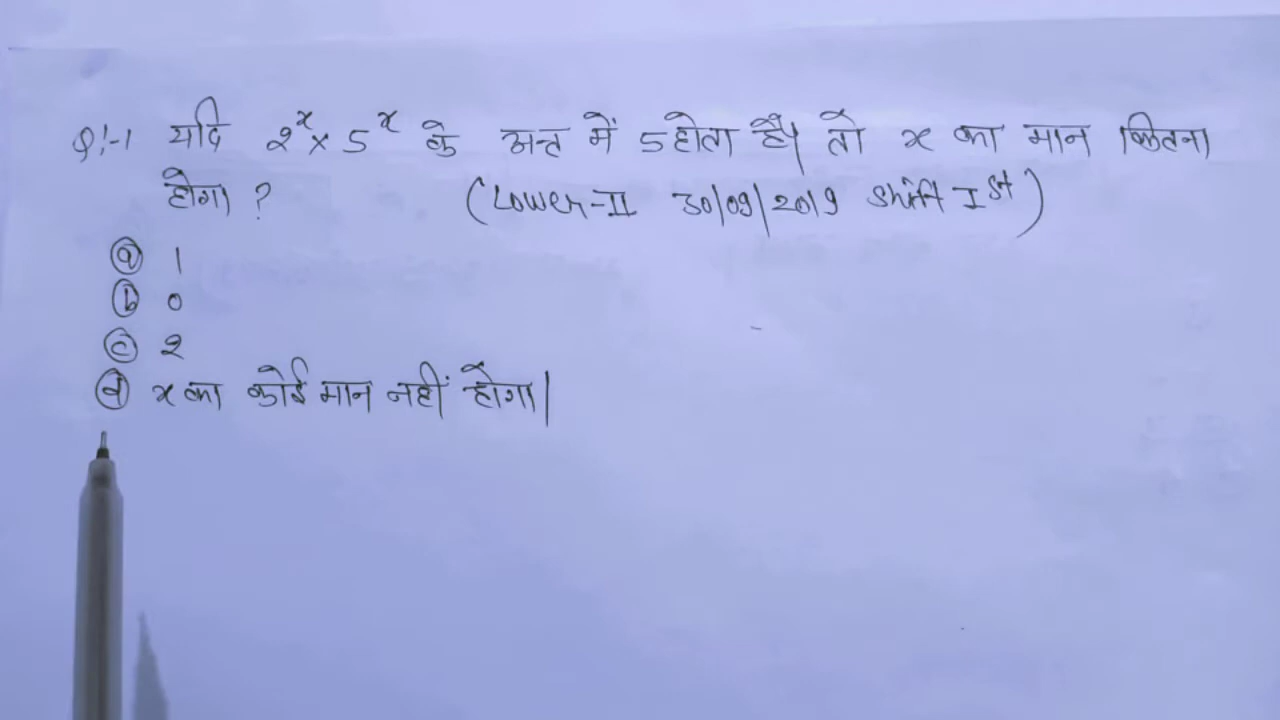 Q!-1 यदि 2^x × 5^x के अन्त में 5 होता है। तो x का मान कितना
होगा ? (Lower-II 30/09/2019 Shift I st)
(a) 1
(b) 0
(c) 2
(d) x का कोई मान नहीं होगा।